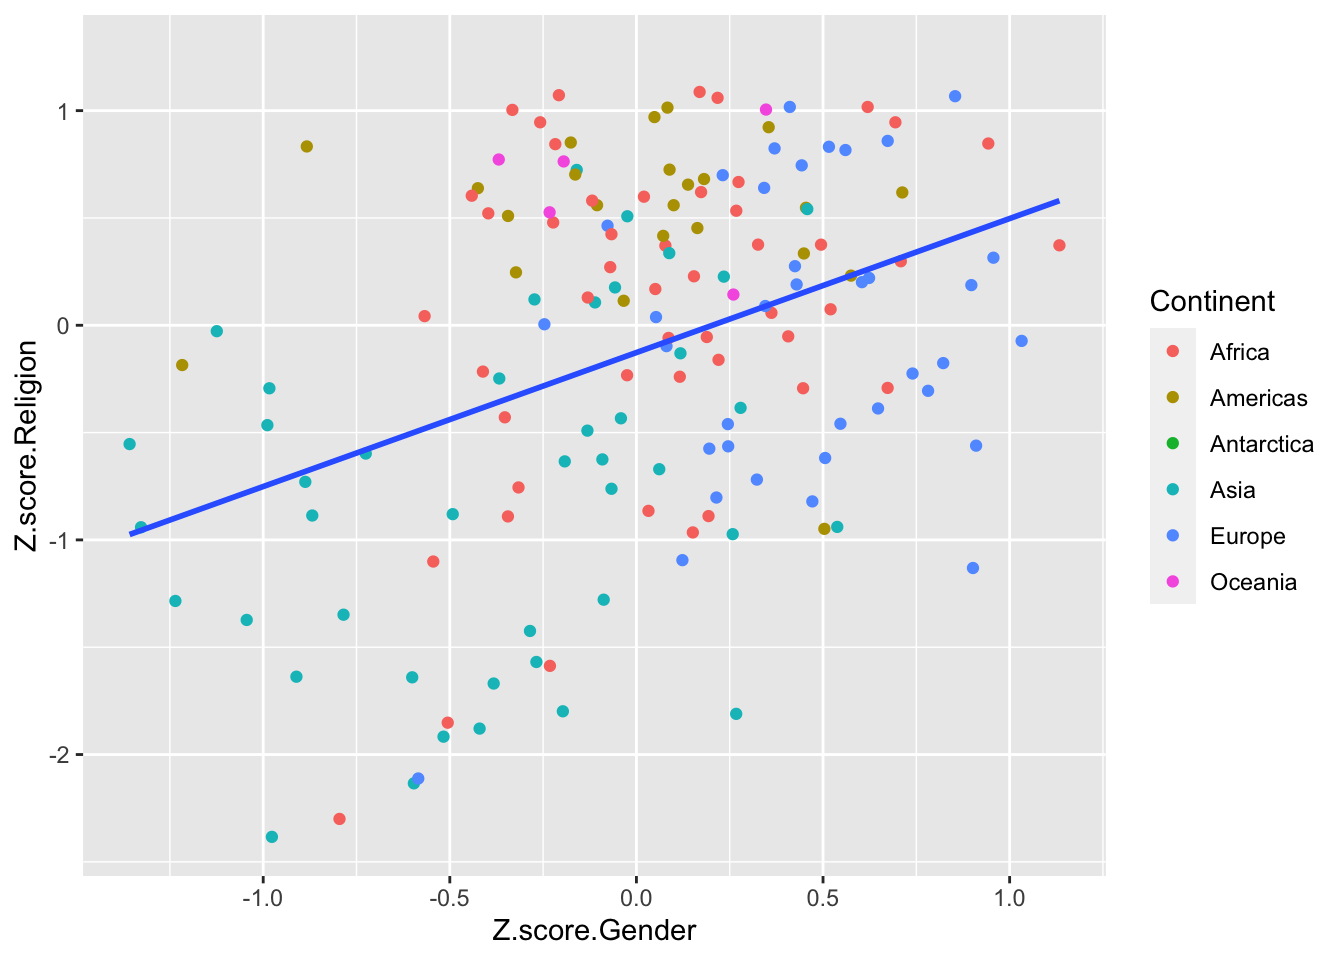 1
0
-1
-2
Z.score.Religion
-1.0 -0.5 0.0 0.5 1.0
Z.score.Gender
Continent
Africa
Americas
Antarctica
Asia
Europe
Oceania